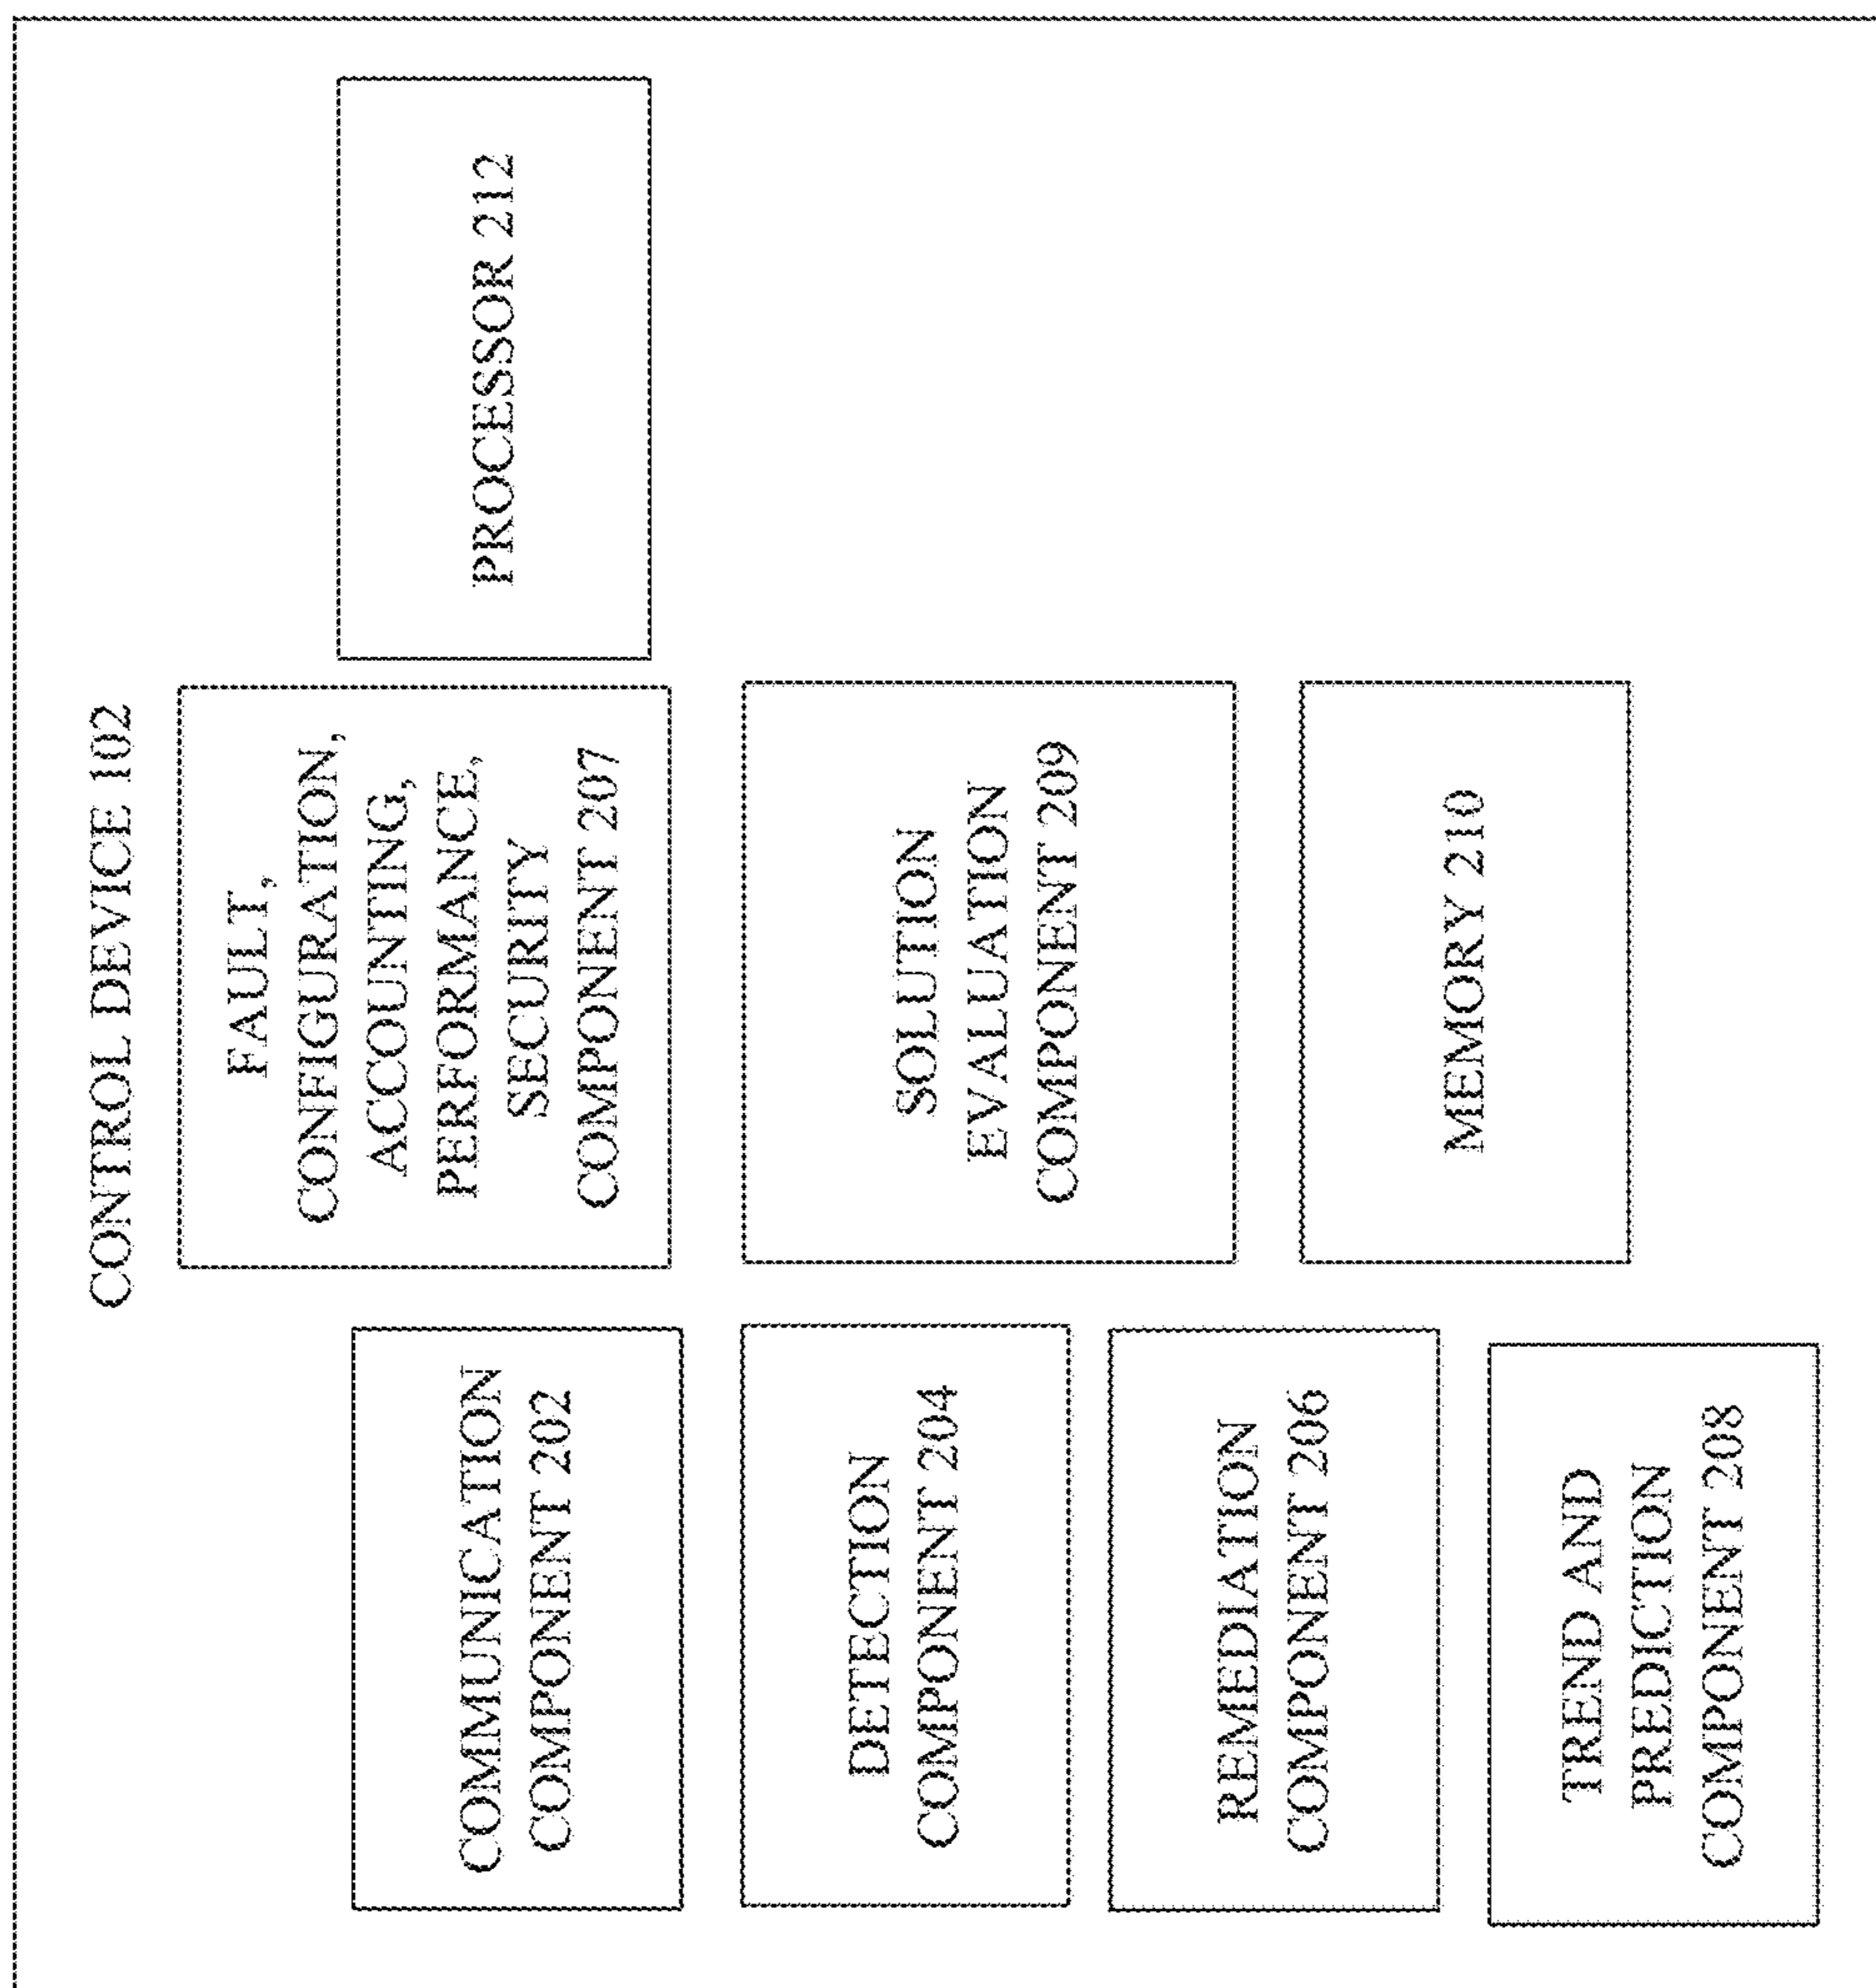 CONTROL DEVICE 102
COMMUNICATION
COMPONENT 202
DETECTION
COMPONENT 204
REMEDIATION
COMPONENT 206
TREND AND
PREDICTION
COMPONENT 208
FAULT,
CONFIGURATION,
ACCOUNTING,
PERFORMANCE,
SECURITY
COMPONENT 207
SOLUTION
EVALUATION
COMPONENT 209
MEMORY 210
PROCESSOR 212